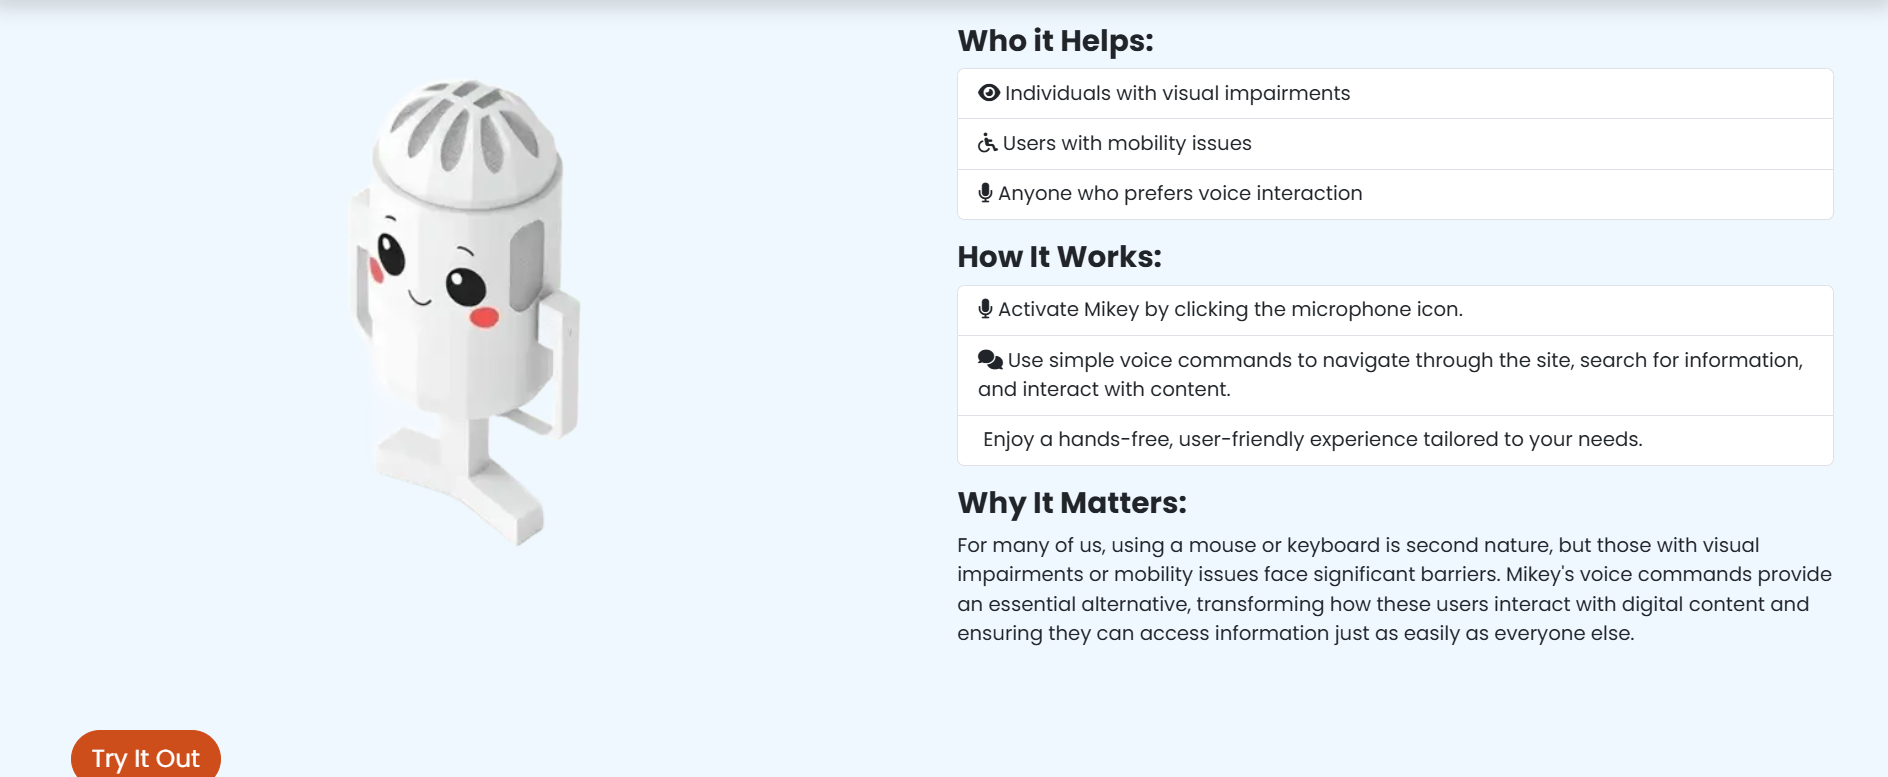 Who it Helps:
Individuals with visual impairments
Users with mobility issues
Anyone who prefers voice interaction
How It Works:
Activate Mikey by clicking the microphone icon.
Use simple voice commands to navigate through the site, search for information,
and interact with content.
Enjoy a hands-free, user-friendly experience tailored to your needs.
Why It Matters:
For many of us, using a mouse or keyboard is second nature, but those with visual
impairments or mobility issues face significant barriers. Mikey's voice commands provide
an essential alternative, transforming how these users interact with digital content and
ensuring they can access information just as easily as everyone else.
Try It Out